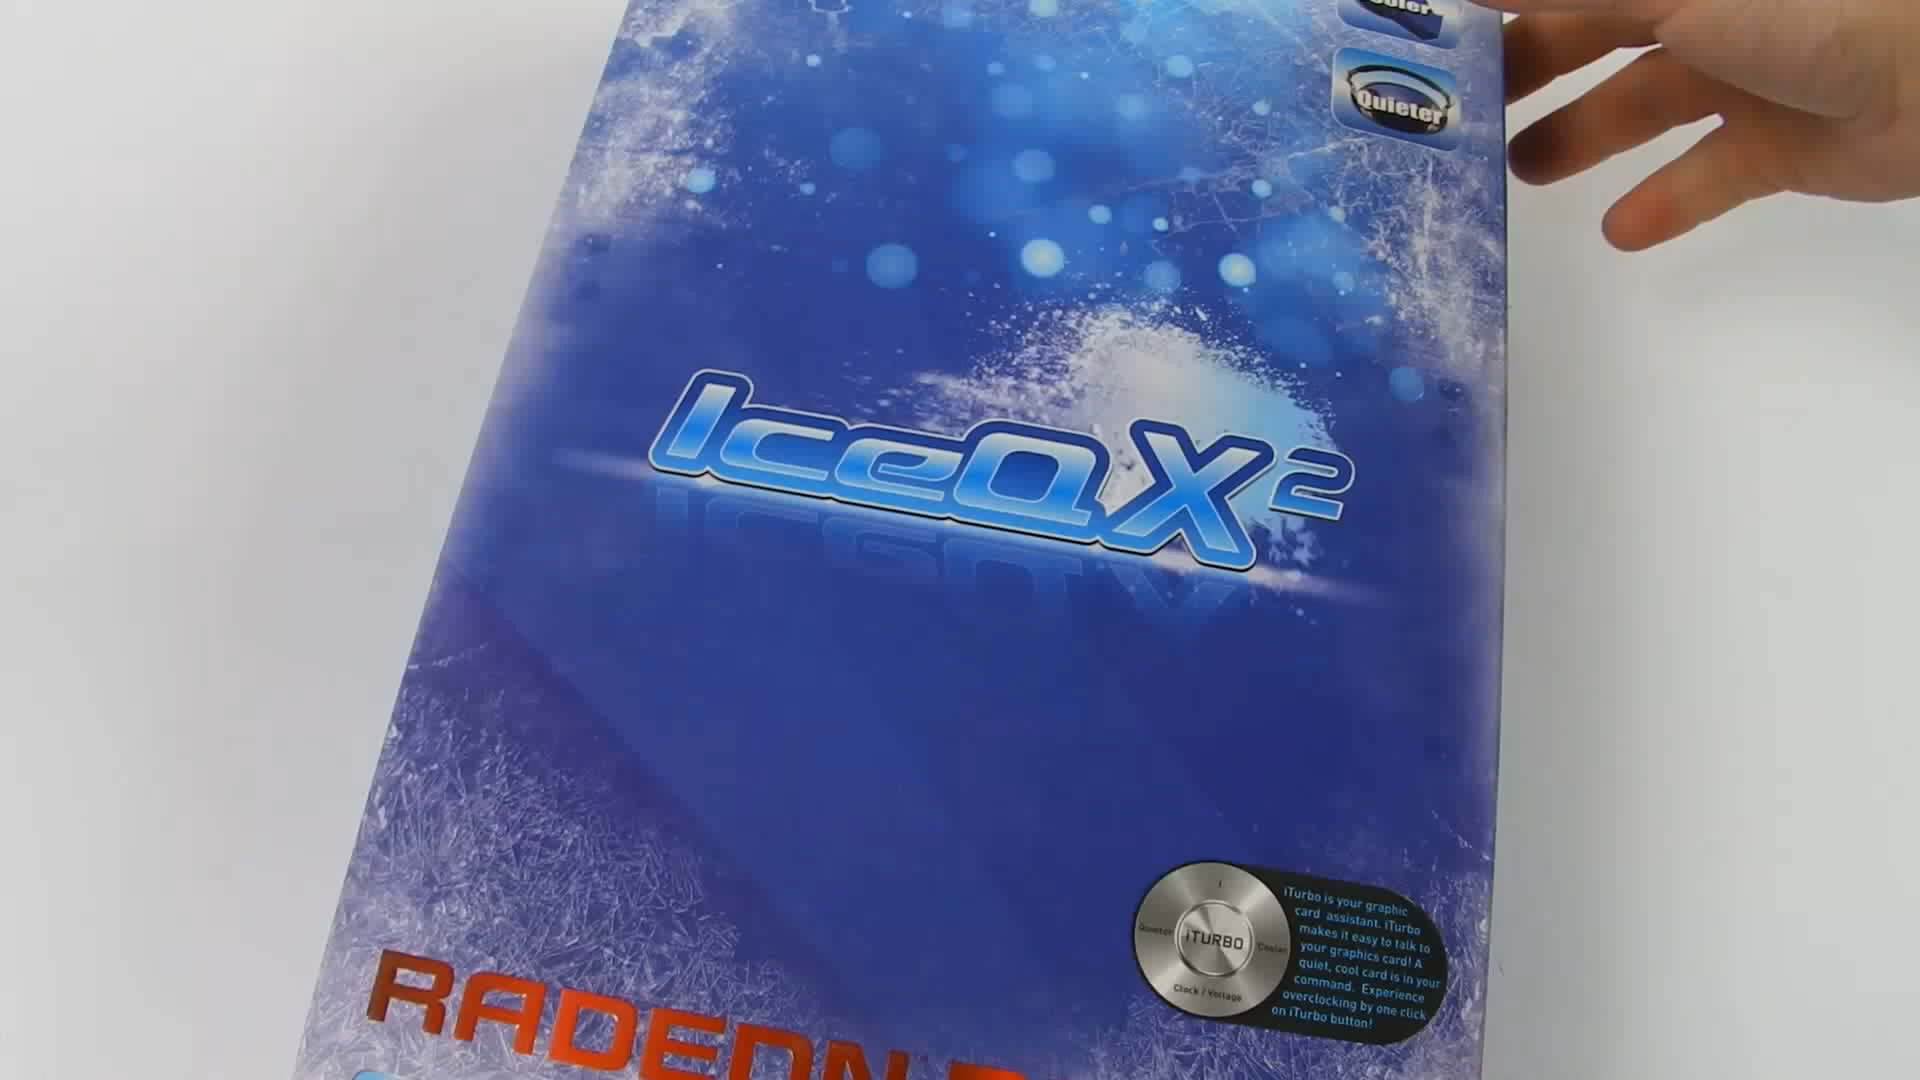 Quieter
IceQ X²
iTurbo is your graphic
card assistant. iTurbo
makes it easy to talk to
your graphics card! A
quiet, cool card is in your
command. Experience
overclocking by one click
on iTurbo button!
Quieter
iTURBO
Cooler
Clock / Voltage
RADEON